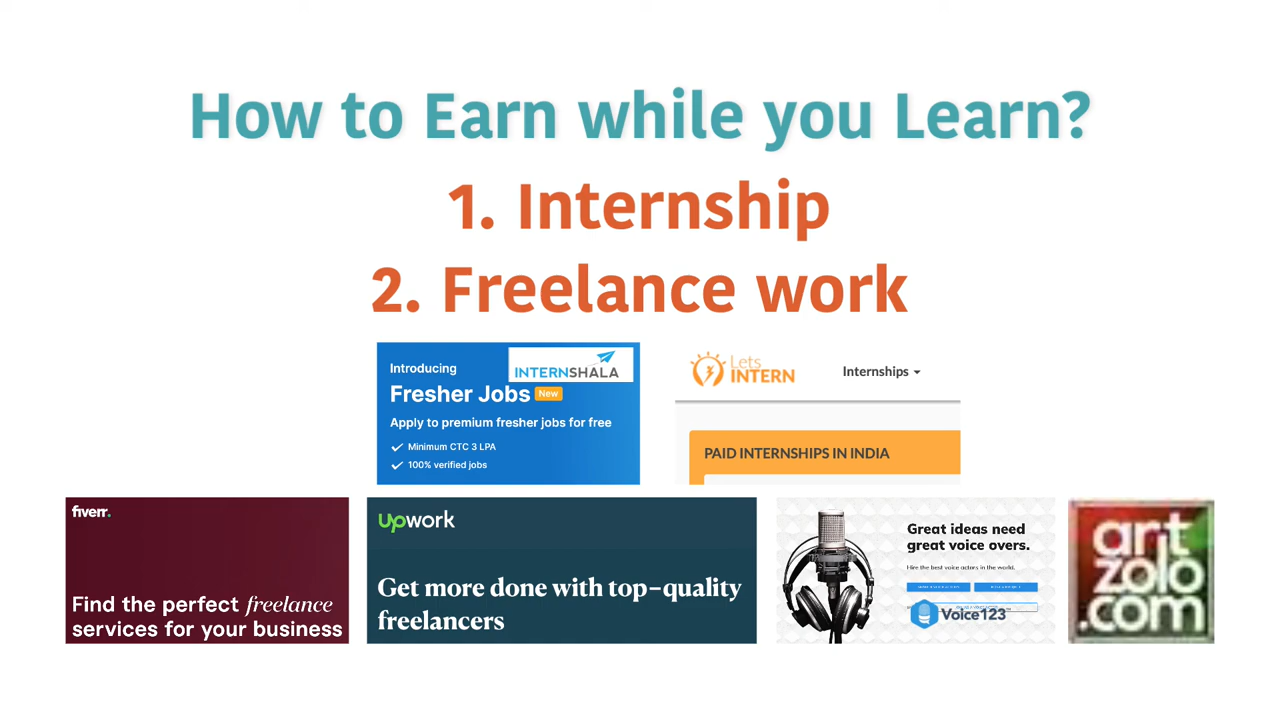 How to Earn while you Learn?
1. Internship
2. Freelance work
Introducing
INTERNSHALA
Fresher Jobs New
Apply to premium fresher jobs for free
Minimum CTC 3 LPA
100% verified jobs
Lets
INTERN
Internships
PAID INTERNSHIPS IN INDIA
fiverr.
Find the perfect freelance
services for your business
Upwork
Get more done with top-quality
freelancers
Great ideas need
great voice overs.
Hire the best voice actors in the world.
Voice123
art
zolo
.com